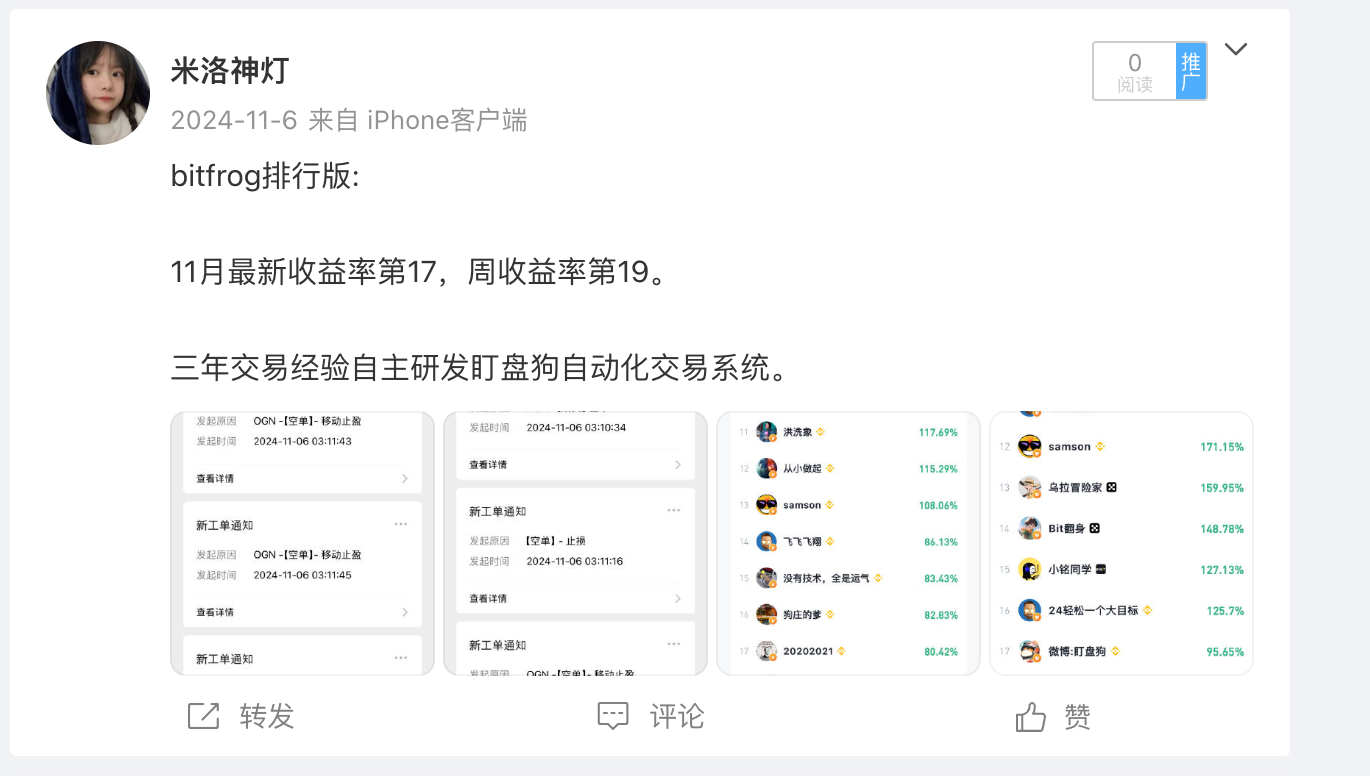 米洛神灯
2024-11-6 来自 iPhone客户端
0
阅读
推广
bitfrog排行版:
11月最新收益率第17，周收益率第19。
三年交易经验自主研发盯盘狗自动化交易系统。
发起原因 OGN -【空单】- 移动止盈
发起时间 2024-11-06 03:11:43
查看详情
新工单通知
发起原因 OGN -【空单】- 移动止盈
发起时间 2024-11-06 03:11:45
查看详情
新工单通知
发起时间 2024-11-06 03:10:34
查看详情
新工单通知
发起原因 【空单】- 止损
发起时间 2024-11-06 03:11:16
查看详情
新工单通知
发起原因 OGN -【空单】- 移动止盈
11 洪洗象 117.69%
12 从小做起 115.29%
13 samson 108.06%
14 飞飞飞翔 86.13%
15 没有技术，全是运气 83.43%
16 狗庄的爹 82.83%
17 20202021 80.42%
12 samson 171.15%
13 乌拉冒险家 159.95%
14 Bit翻身 148.78%
15 小铭同学 127.13%
16 24轻松一个大目标 125.7%
17 微博:盯盘狗 95.65%
转发
评论
赞